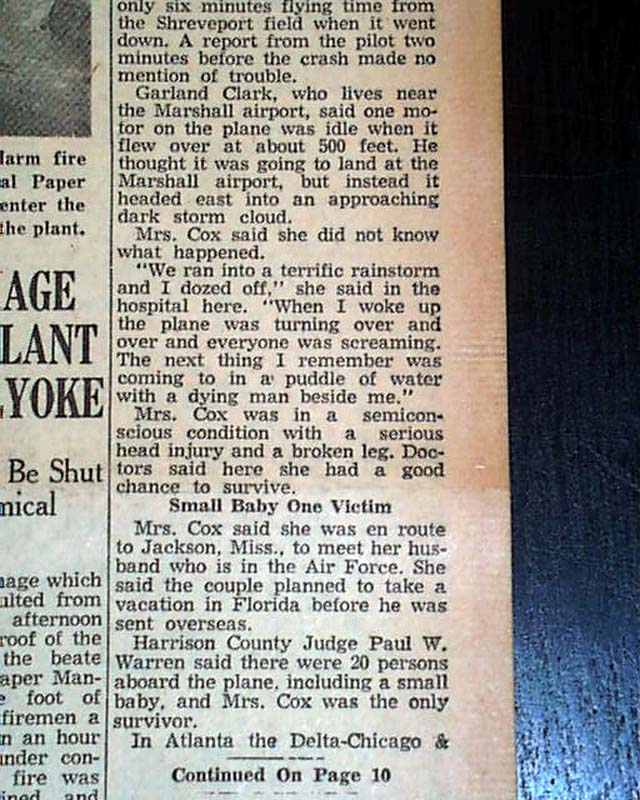 larm fire
al Paper
enter the
the plant.
AGE
LANT
YOKE
Be Shut
mical
age which
ulted from
afternoon
roof of the
the beate
aper Man-
foot of
firemen a
n an hour
under con-
fire was
ined and
only six minutes flying time from
the Shreveport field when it went
down. A report from the pilot two
minutes before the crash made no
mention of trouble.
Garland Clark, who lives near
the Marshall airport, said one mo-
tor on the plane was idle when it
flew over at about 500 feet. He
thought it was going to land at the
Marshall airport, but instead it
headed east into an approaching
dark storm cloud.
Mrs. Cox said she did not know
what happened.
"We ran into a terrific rainstorm
and I dozed off," she said in the
hospital here. "When I woke up
the plane was turning over and
over and everyone was screaming.
The next thing I remember was
coming to in a puddle of water
with a dying man beside me."
Mrs. Cox was in a semicon-
scious condition with a serious
head injury and a broken leg. Doc-
tors said here she had a good
chance to survive.
Small Baby One Victim
Mrs. Cox said she was en route
to Jackson, Miss., to meet her hus-
band who is in the Air Force. She
said the couple planned to take a
vacation in Florida before he was
sent overseas.
Harrison County Judge Paul W.
Warren said there were 20 persons
aboard the plane, including a small
baby, and Mrs. Cox was the only
survivor.
In Atlanta the Delta-Chicago &
Continued On Page 10